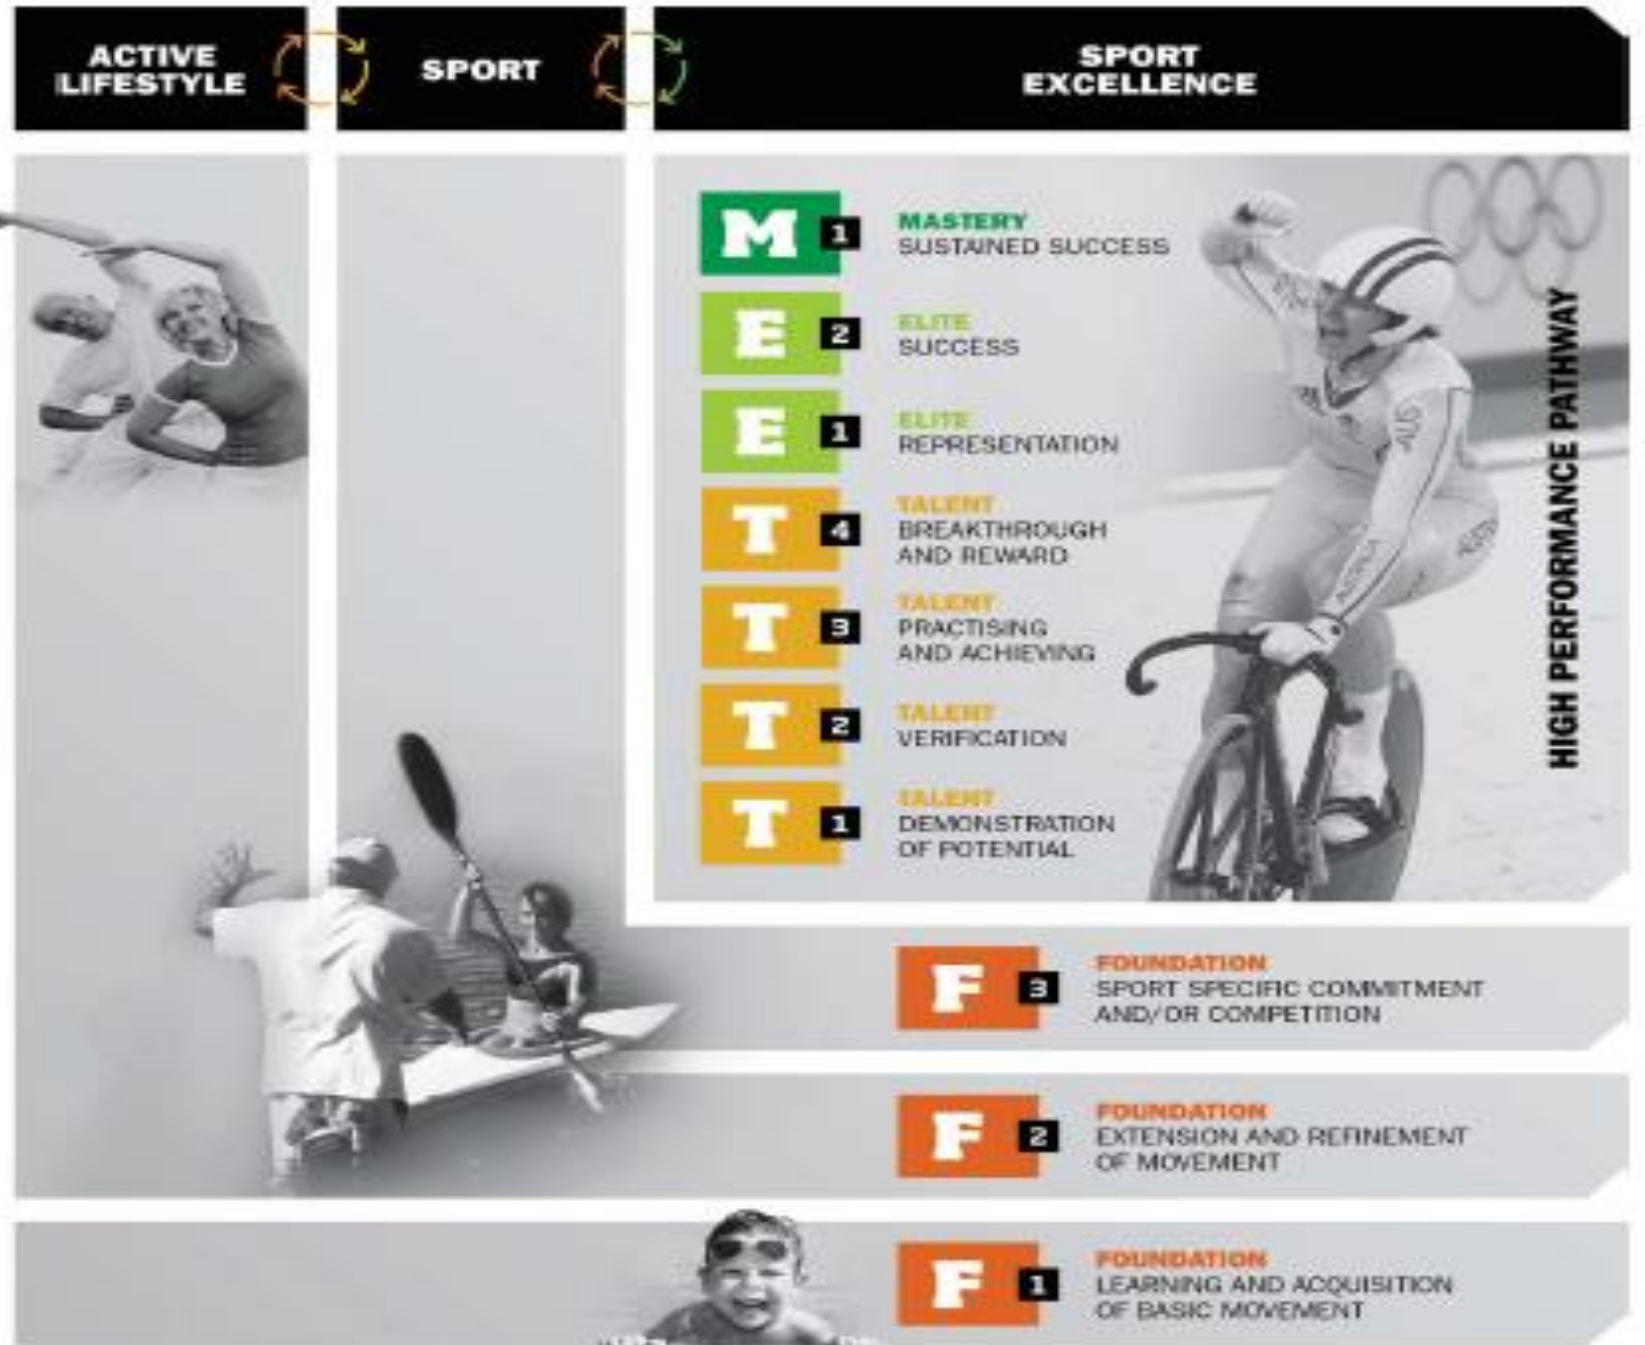 ACTIVE
LIFESTYLE
SPORT
SPORT
EXCELLENCE
M 1
MASTERY
SUSTAINED SUCCESS
E 2
ELITE
SUCCESS
E 1
ELITE
REPRESENTATION
T 4
TALENT
BREAKTHROUGH
AND REWARD
T 3
TALENT
PRACTISING
AND ACHIEVING
T 2
TALENT
VERIFICATION
T 1
TALENT
DEMONSTRATION
OF POTENTIAL
HIGH PERFORMANCE PATHWAY
AUS
AUSTRALIA
F 3
FOUNDATION
SPORT SPECIFIC COMMITMENT
AND/OR COMPETITION
F 2
FOUNDATION
EXTENSION AND REFINEMENT
OF MOVEMENT
F 1
FOUNDATION
LEARNING AND ACQUISITION
OF BASIC MOVEMENT